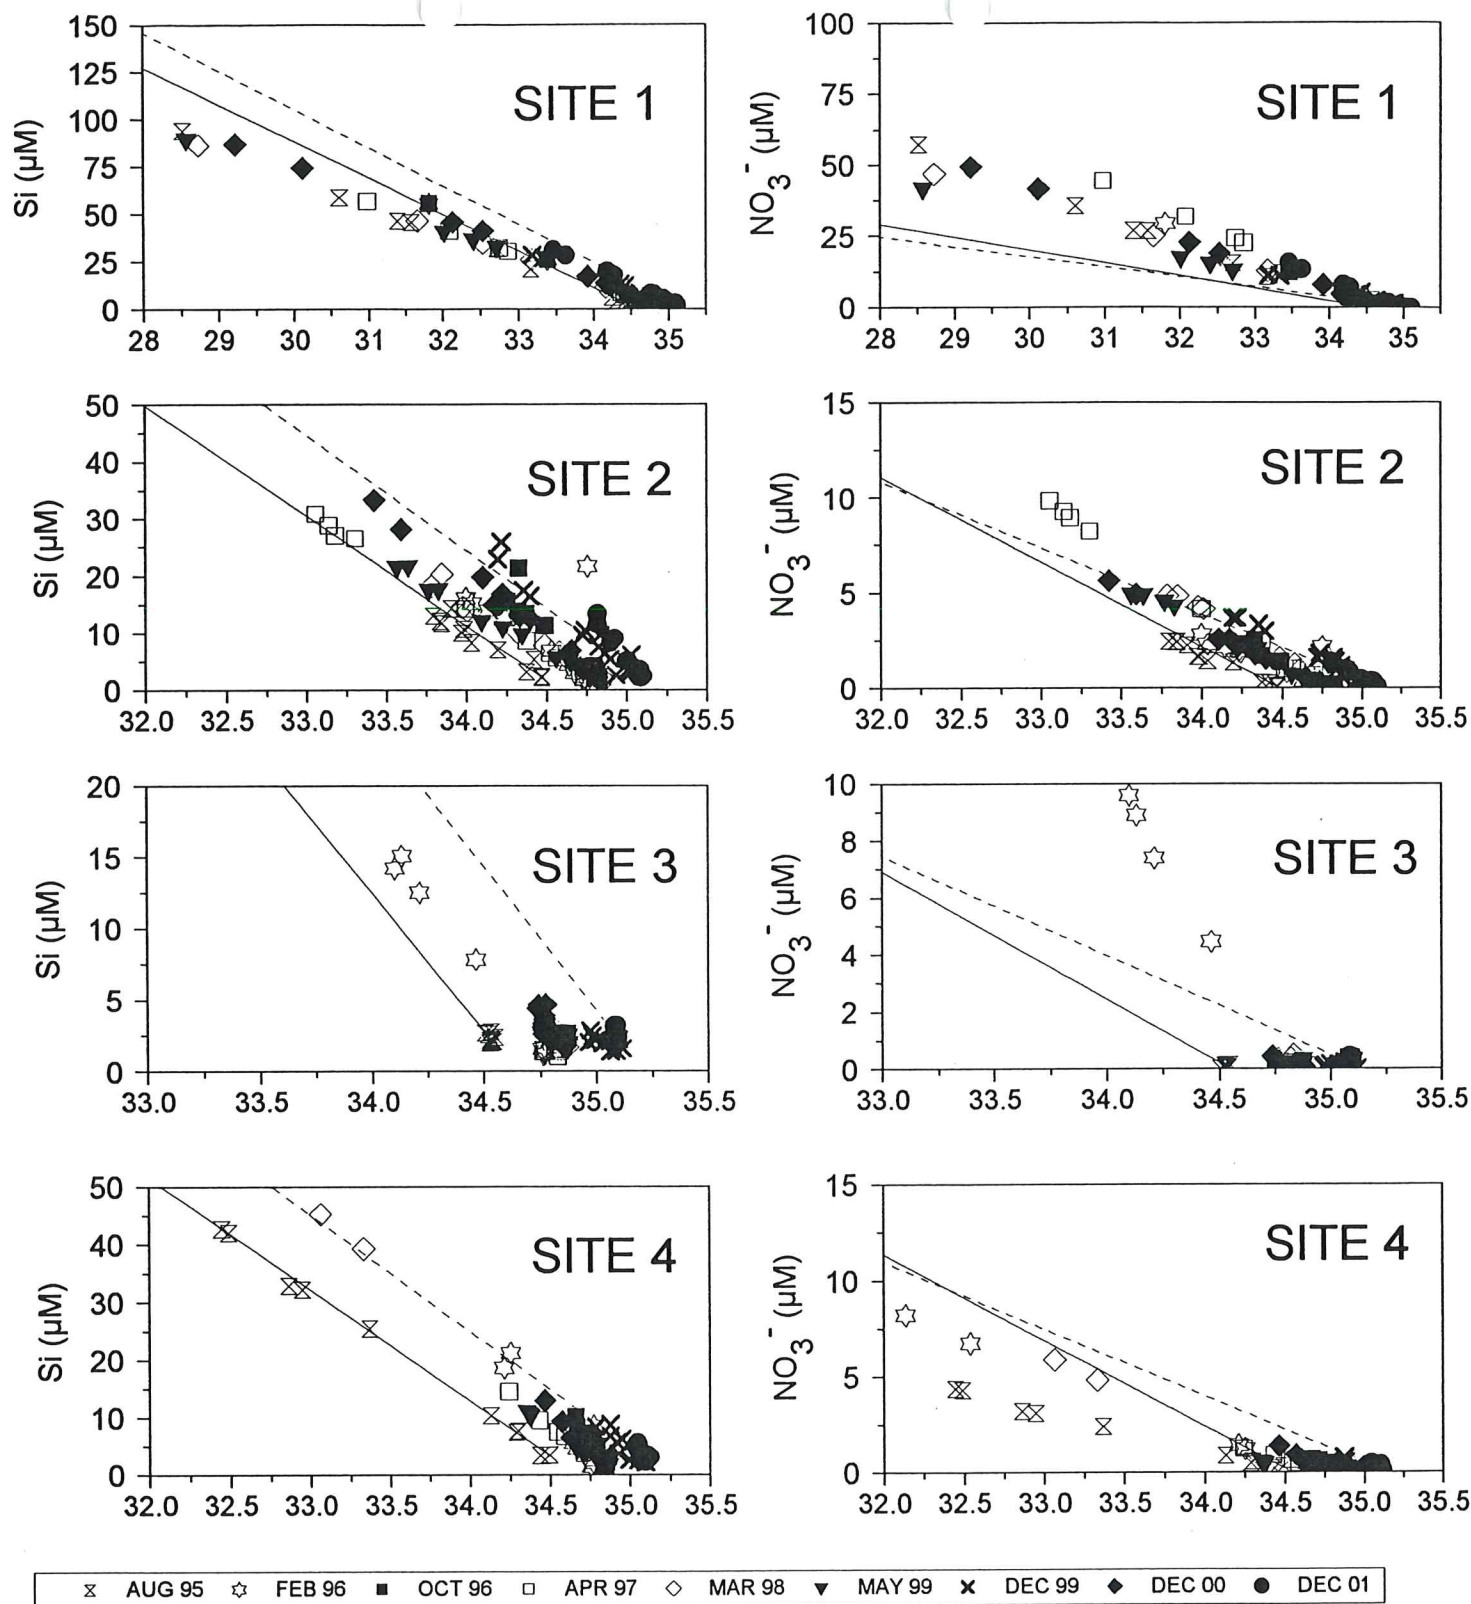 150
125
100
75
50
25
0
Si (µM)
SITE 1
28 29 30 31 32 33 34 35
100
75
50
25
0
NO3⁻ (µM)
SITE 1
28 29 30 31 32 33 34 35
50
40
30
20
10
0
Si (µM)
SITE 2
32.0 32.5 33.0 33.5 34.0 34.5 35.0 35.5
15
10
5
0
NO3⁻ (µM)
SITE 2
32.0 32.5 33.0 33.5 34.0 34.5 35.0 35.5
20
15
10
5
0
Si (µM)
SITE 3
33.0 33.5 34.0 34.5 35.0 35.5
10
8
6
4
2
0
NO3⁻ (µM)
SITE 3
33.0 33.5 34.0 34.5 35.0 35.5
50
40
30
20
10
0
Si (µM)
SITE 4
32.0 32.5 33.0 33.5 34.0 34.5 35.0 35.5
15
10
5
0
NO3⁻ (µM)
SITE 4
32.0 32.5 33.0 33.5 34.0 34.5 35.0 35.5
AUG 95 FEB 96 OCT 96 APR 97 MAR 98 MAY 99 DEC 99 DEC 00 DEC 01